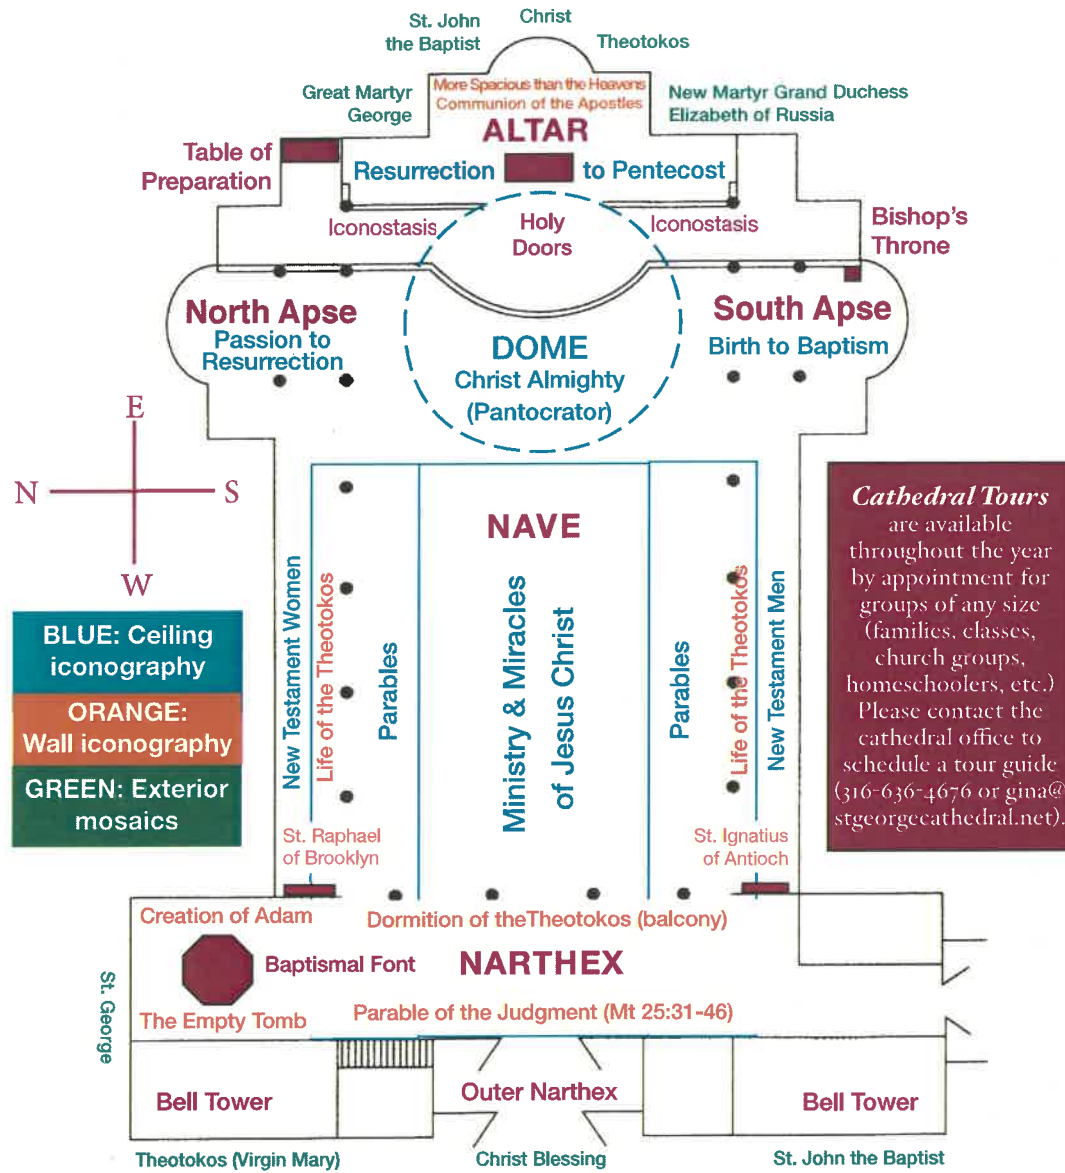 St. John
the Baptist
Christ
Theotokos
Great Martyr
George
More Spacious than the Heavens
Communion of the Apostles
New Martyr Grand Duchess
Elizabeth of Russia
ALTAR
Table of
Preparation
Resurrection
to Pentecost
Iconostasis
Holy
Doors
Iconostasis
Bishop's
Throne
North Apse
Passion to
Resurrection
DOME
Christ Almighty
(Pantocrator)
South Apse
Birth to Baptism
E
N
S
W
BLUE: Ceiling
iconography
ORANGE:
Wall iconography
GREEN: Exterior
mosaics
NAVE
New Testament Women
Life of the Theotokos
Parables
Ministry & Miracles
of Jesus Christ
Parables
Life of the Theotokos
New Testament Men
Cathedral Tours
are available
throughout the year
by appointment for
groups of any size
(families, classes,
church groups,
homeschoolers, etc.)
Please contact the
cathedral office to
schedule a tour guide
(316-636-4676 or gina@
stgeorgecathedral.net).
St. Raphael
of Brooklyn
St. Ignatius
of Antioch
Creation of Adam
Dormition of theTheotokos (balcony)
Baptismal Font
NARTHEX
St. George
The Empty Tomb
Parable of the Judgment (Mt 25:31-46)
Bell Tower
Outer Narthex
Bell Tower
Theotokos (Virgin Mary)
Christ Blessing
St. John the Baptist